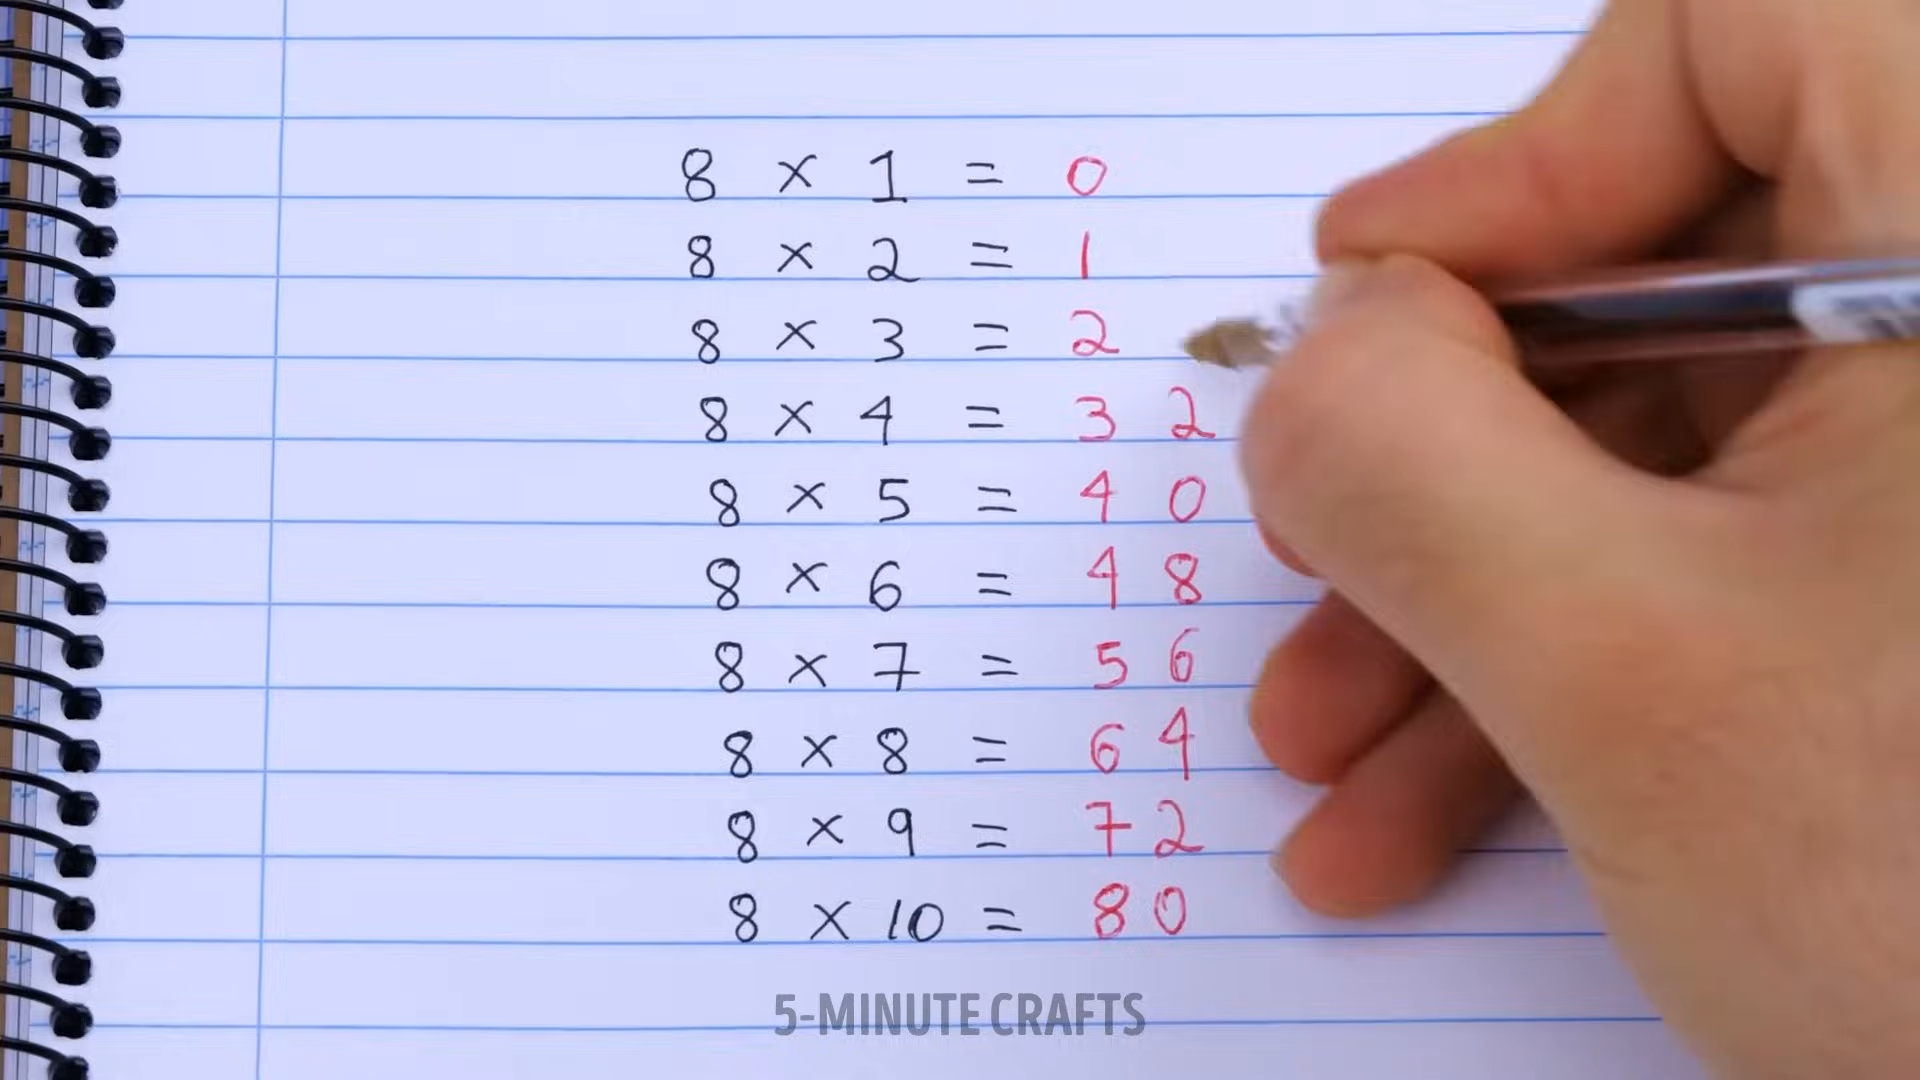 8 × 1 = 0
8 × 2 = 1
8 × 3 = 2
8 × 4 = 3 2
8 × 5 = 4 0
8 × 6 = 4 8
8 × 7 = 5 6
8 × 8 = 6 4
8 × 9 = 7 2
8 × 10 = 8 0
5-MINUTE CRAFTS